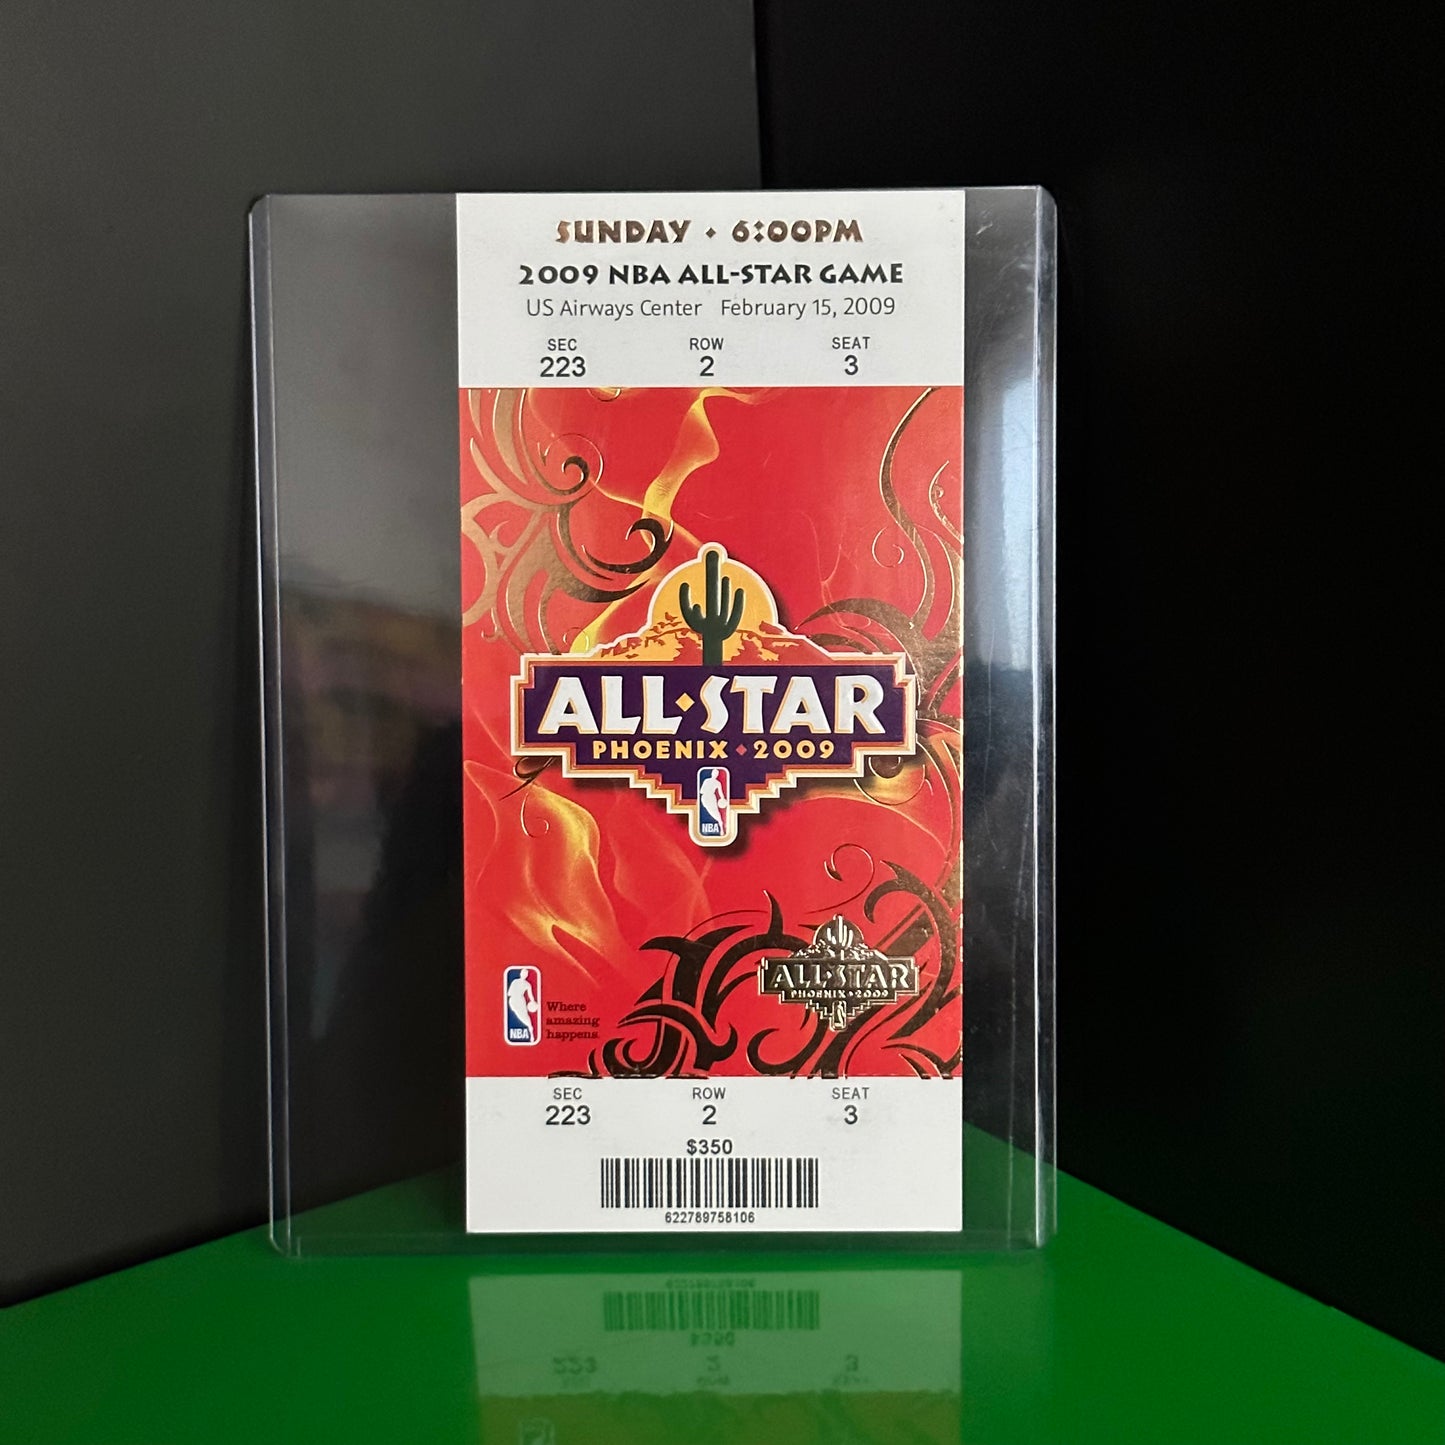 SUNDAY • 6:00PM
2009 NBA ALL-STAR GAME
US Airways Center February 15, 2009
SEC ROW SEAT
223 2 3
ALL•STAR
PHOENIX • 2009
NBA
ALL•STAR
PHOENIX • 2009
NBA
Where
amazing
happens.
SEC ROW SEAT
223 2 3
$350
622789758106